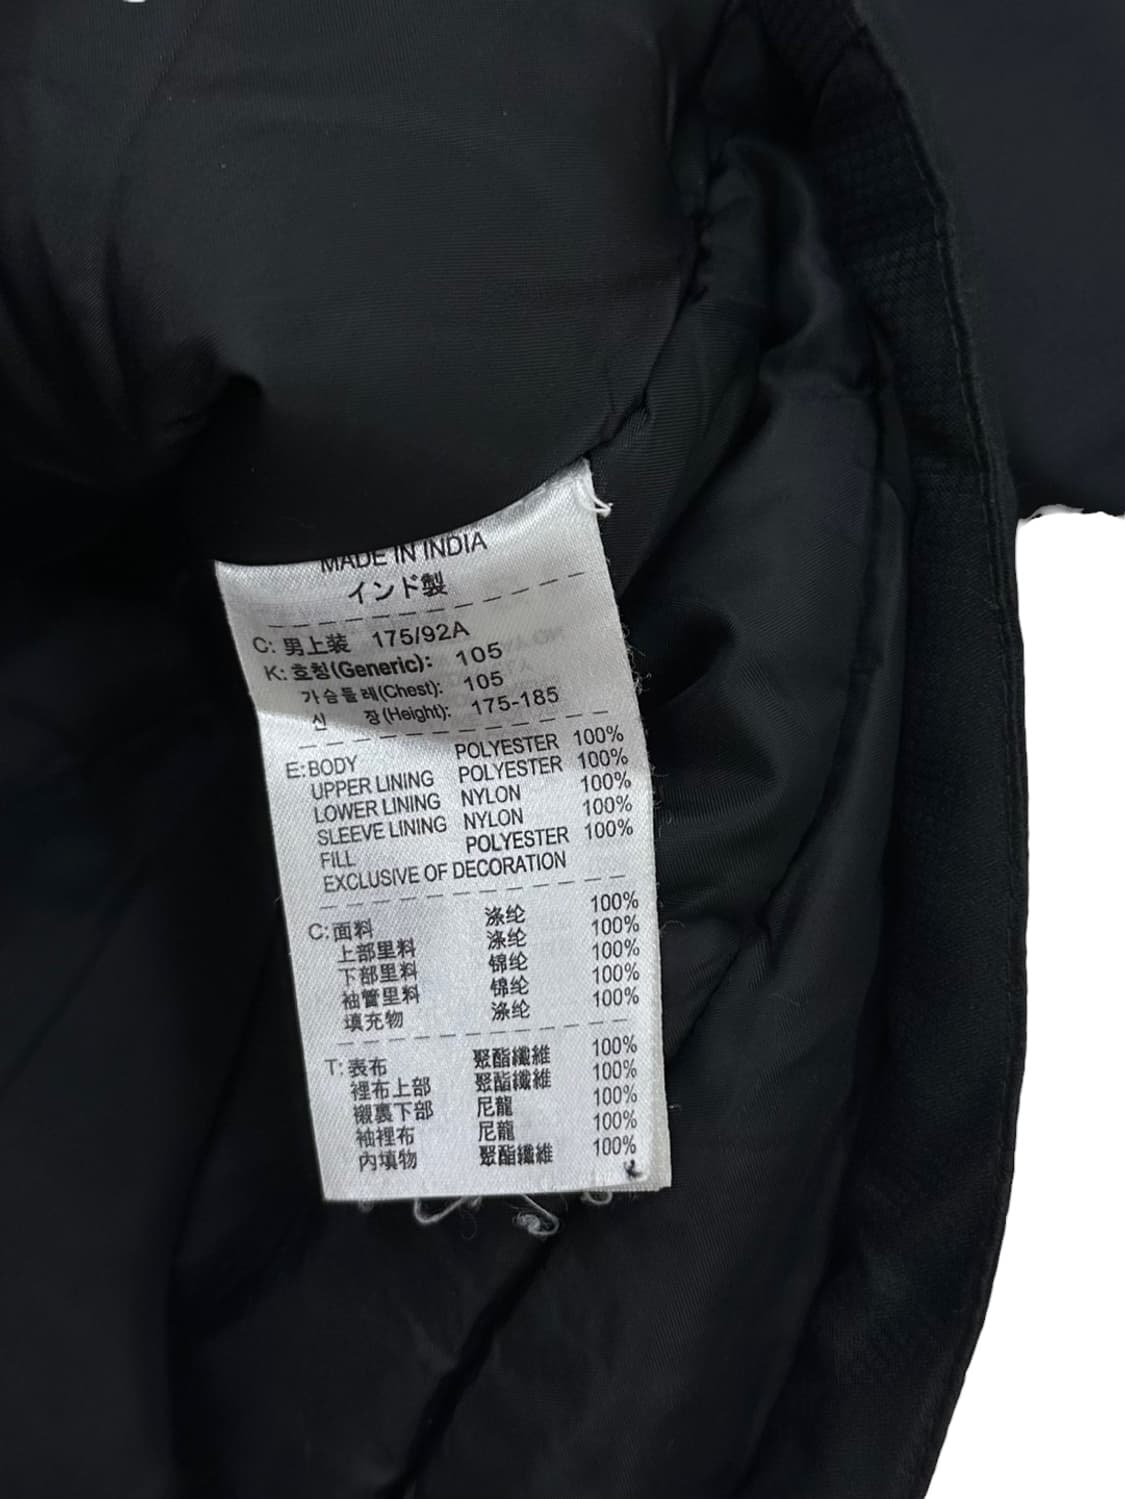 MADE IN INDIA
インド製
C: 男上装 175/92A
K: 호칭(Generic): 105
가슴둘레(Chest): 105
신 장(Height): 175-185
E: BODY POLYESTER 100%
UPPER LINING POLYESTER 100%
LOWER LINING NYLON 100%
SLEEVE LINING NYLON 100%
FILL POLYESTER 100%
EXCLUSIVE OF DECORATION
C: 面料 涤纶 100%
上部里料 涤纶 100%
下部里料 锦纶 100%
袖管里料 锦纶 100%
填充物 涤纶 100%
T: 表布 聚酯纖維 100%
裡布上部 聚酯纖維 100%
襯裏下部 尼龍 100%
袖裡布 尼龍 100%
內填物 聚酯纖維 100%